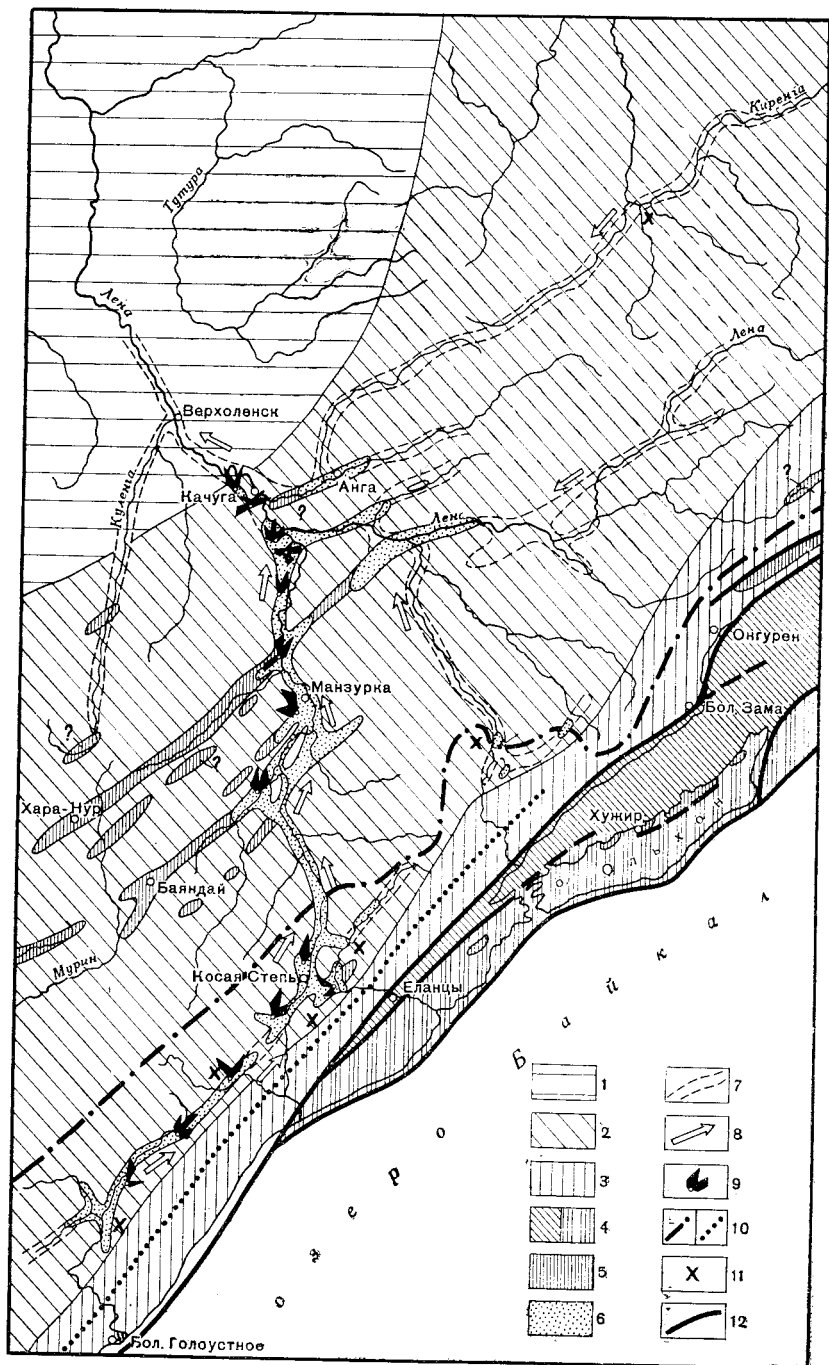 Киренга
Тутура
Лена
Лена
Верхоленск
Качуга
Анга
?
?
Куленга
Лена
Онгурен
Манзурка
Бол. Зама
?
?
Хара-Нур
Хужир
о. Ольхон
Баяндай
Мурин
Косая Степь
Еланцы
озеро Байкал
1
7
2
8
3
9
4
10
5
11
6
12
Бол. Голоустное